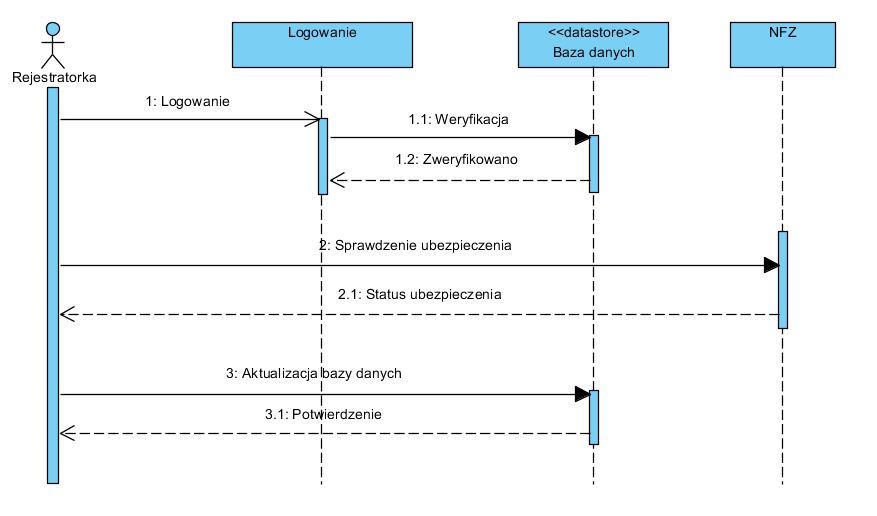 Rejestratorka
Logowanie
<<datastore>>
Baza danych
NFZ
1: Logowanie
1.1: Weryfikacja
1.2: Zweryfikowano
2: Sprawdzenie ubezpieczenia
2.1: Status ubezpieczenia
3: Aktualizacja bazy danych
3.1: Potwierdzenie